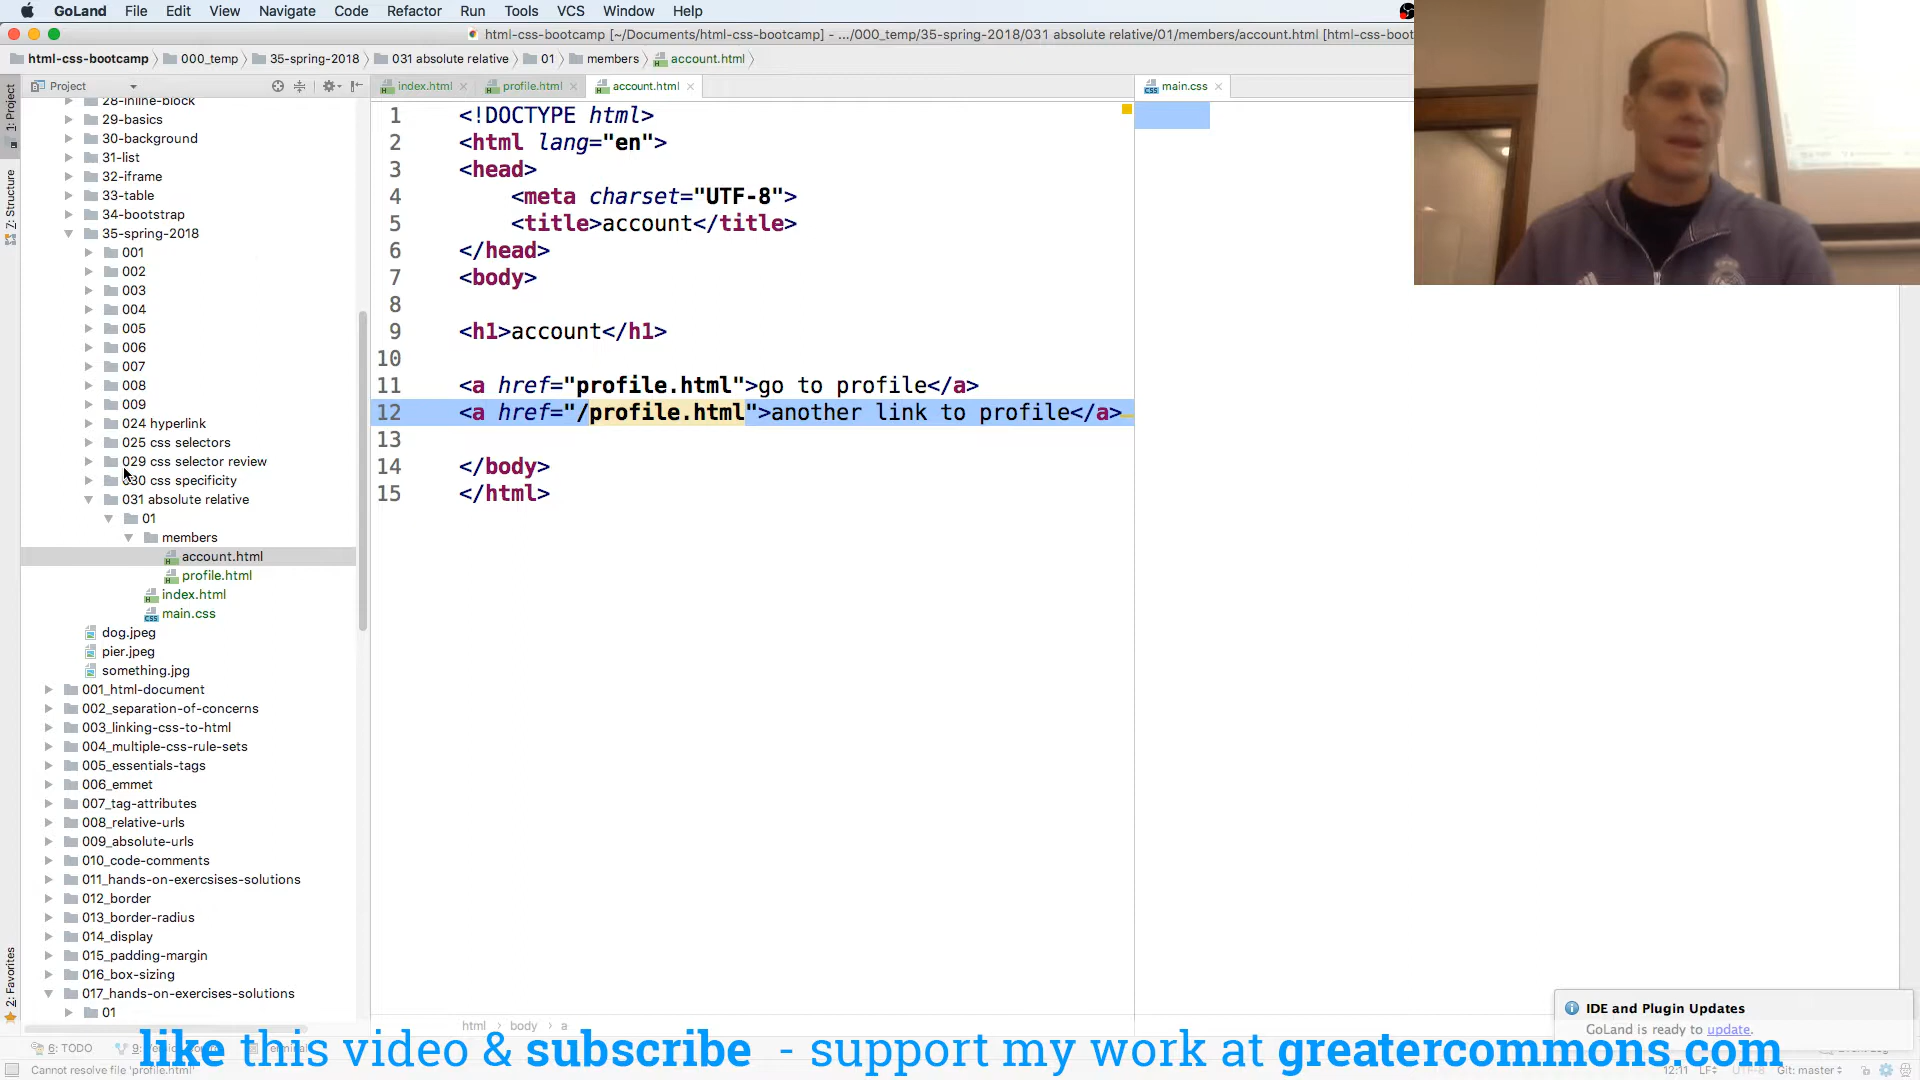 GoLand File Edit View Navigate Code Refactor Run Tools VCS Window Help
html-css-bootcamp [~/Documents/html-css-bootcamp] - .../000_temp/35-spring-2018/031 absolute relative/01/members/account.html [html-css-boot
html-css-bootcamp 000_temp 35-spring-2018 031 absolute relative 01 members account.html
Project
index.html profile.html account.html main.css
1: Project
Z: Structure
2: Favorites
28-inline-block
29-basics
30-background
31-list
32-iframe
33-table
34-bootstrap
35-spring-2018
001
002
003
004
005
006
007
008
009
024 hyperlink
025 css selectors
029 css selector review
030 css specificity
031 absolute relative
01
members
account.html
profile.html
index.html
main.css
dog.jpeg
pier.jpeg
something.jpg
001_html-document
002_separation-of-concerns
003_linking-css-to-html
004_multiple-css-rule-sets
005_essentials-tags
006_emmet
007_tag-attributes
008_relative-urls
009_absolute-urls
010_code-comments
011_hands-on-exercsises-solutions
012_border
013_border-radius
014_display
015_padding-margin
016_box-sizing
017_hands-on-exercises-solutions
01
1 <!DOCTYPE html>
2 <html lang="en">
3 <head>
4 <meta charset="UTF-8">
5 <title>account</title>
6 </head>
7 <body>
8
9 <h1>account</h1>
10
11 <a href="profile.html">go to profile</a>
12 <a href="/profile.html">another link to profile</a>
13
14 </body>
15 </html>
html body a
IDE and Plugin Updates
GoLand is ready to update.
6: TODO
like this video & subscribe - support my work at greatercommons.com
Cannot resolve file 'profile.html'
12:11 LF UTF-8 Git: master